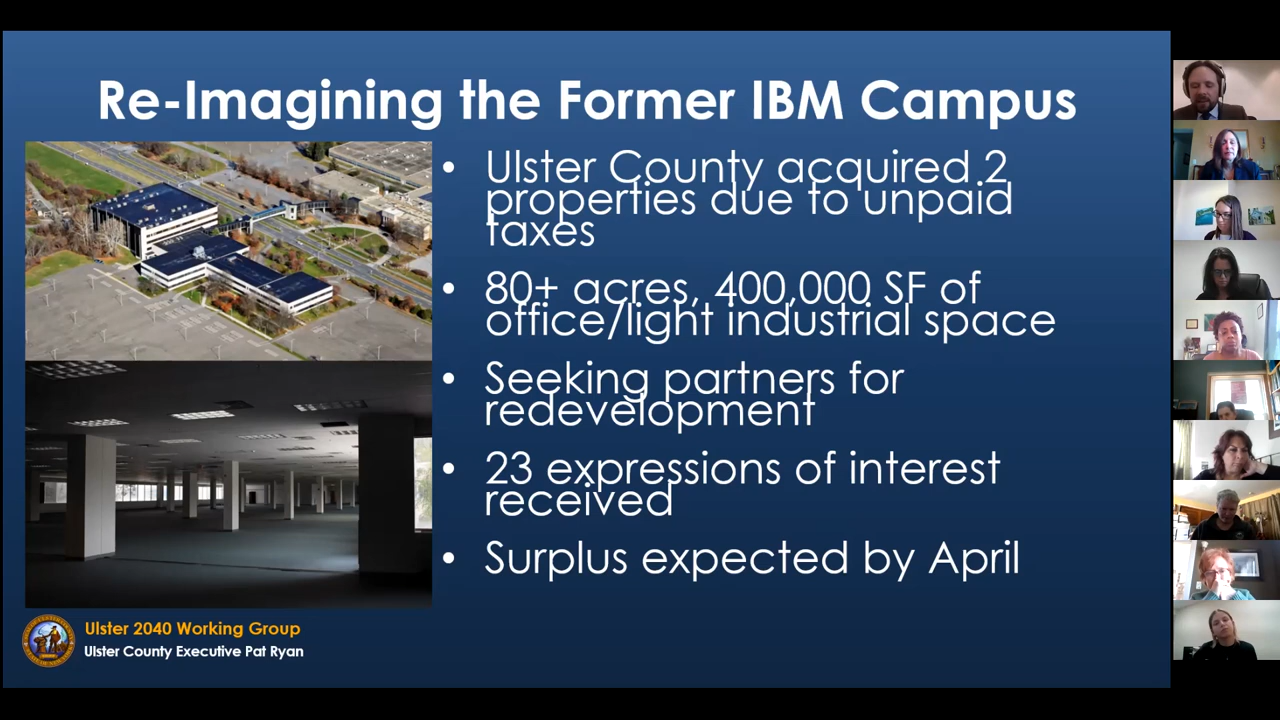 Re-Imagining the Former IBM Campus
• Ulster County acquired 2
properties due to unpaid
taxes
• 80+ acres, 400,000 SF of
office/light industrial space
• Seeking partners for
redevelopment
• 23 expressions of interest
received
• Surplus expected by April
Ulster 2040 Working Group
Ulster County Executive Pat Ryan